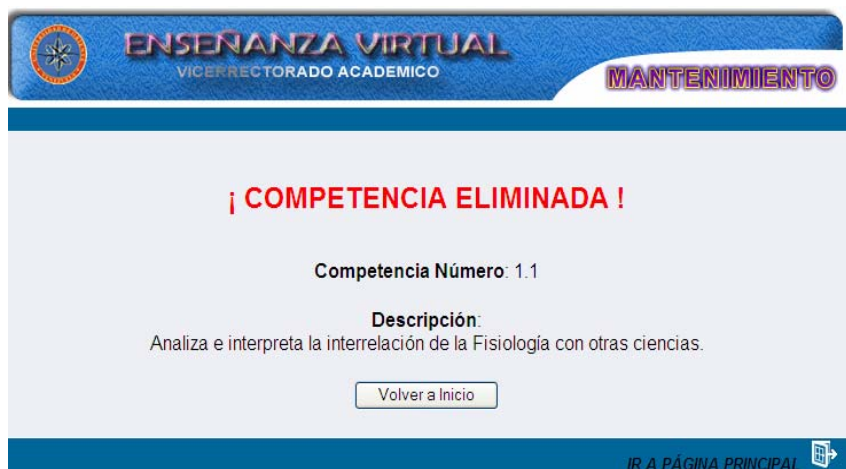 ENSEÑANZA VIRTUAL
VICERRECTORADO ACADEMICO
MANTENIMIENTO
¡ COMPETENCIA ELIMINADA !
Competencia Número: 1.1
Descripción:
Analiza e interpreta la interrelación de la Fisiología con otras ciencias.
Volver a Inicio
IR A PÁGINA PRINCIPAL